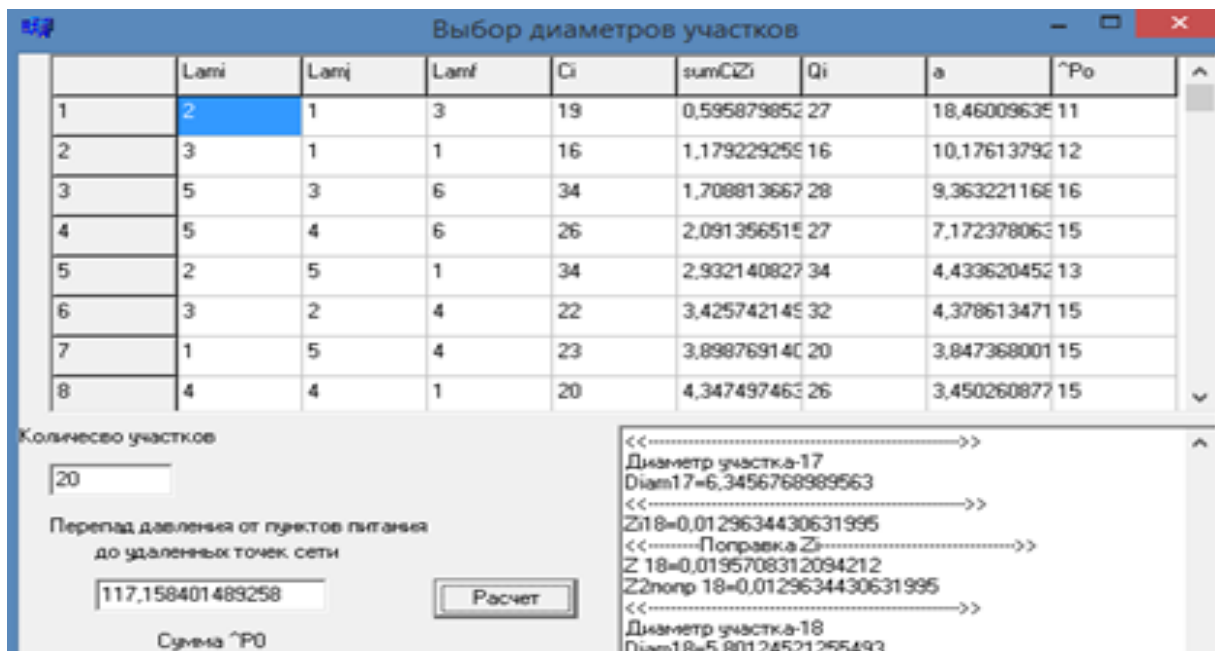 Выбор диаметров участков
Lami Lamj Lamf Ci sumCiZi Qi a ^Po
1 2 1 3 19 0,595879852 27 18,46009635 11
2 3 1 1 16 1,179229259 16 10,17613792 12
3 5 3 6 34 1,708813667 28 9,363221168 16
4 5 4 6 26 2,091356515 27 7,172378063 15
5 2 5 1 34 2,932140827 34 4,433620452 13
6 3 2 4 22 3,425742149 32 4,378613471 15
7 1 5 4 23 3,898769140 20 3,847368001 15
8 4 4 1 20 4,347497463 26 3,450260877 15
Количесво участков
20
Перепад давления от пунктов питания
до удаленных точек сети
117,158401489258
Расчет
Сумма ^P0
<<-------------------------------------------------->>
Диаметр участка-17
Diam17=6,3456768989563
<<-------------------------------------------------->>
Zi18=0,0129634430631995
<<--------Поправка Zi------------------------------->>
Z 18=0,0195708312094212
Z2попр 18=0,0129634430631995
<<-------------------------------------------------->>
Диаметр участка-18
Diam18=5,80124521255493